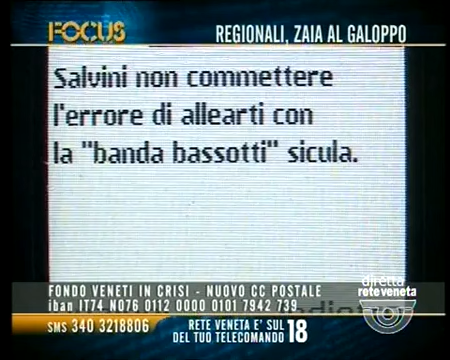 FOCUS
REGIONALI, ZAIA AL GALOPPO
Salvini non commettere
l'errore di allearti con
la "banda bassotti" sicula.
diretta
reteveneta
FONDO VENETI IN CRISI - NUOVO CC POSTALE
iban IT74 N076 0112 0000 0101 7942 739
SMS 340 3218806
RETE VENETA E' SUL
DEL TUO TELECOMANDO 18